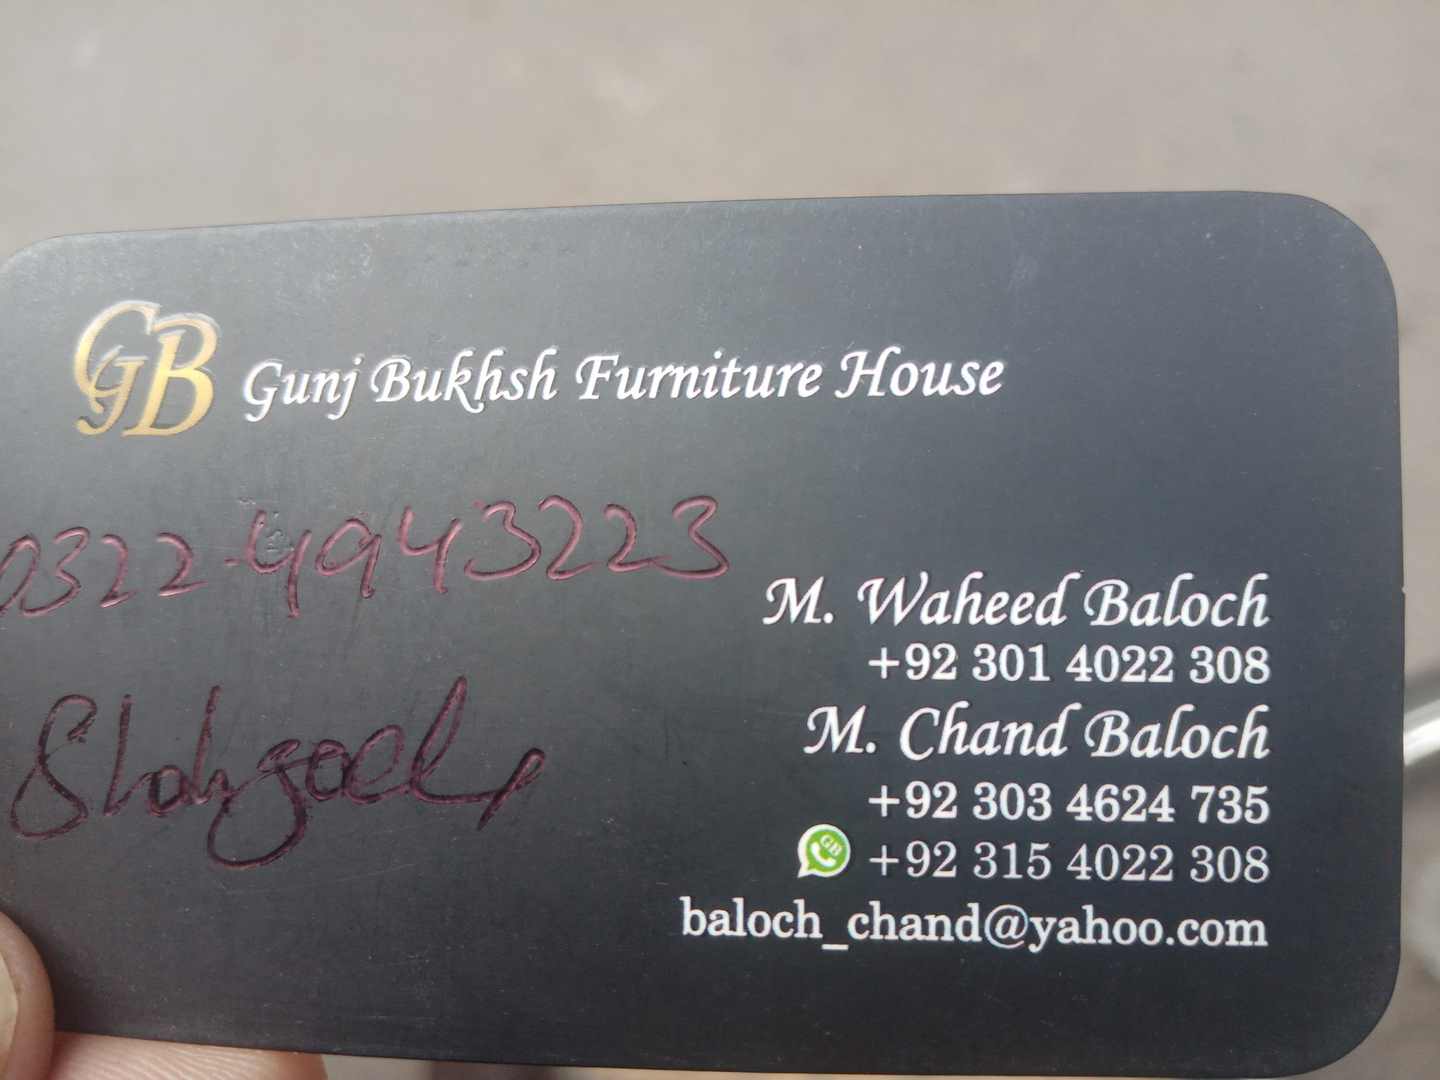 GGB Gunj Bukhsh Furniture House
0322-4943223
M. Waheed Baloch
+92 301 4022 308
M. Chand Baloch
+92 303 4624 735
GB +92 315 4022 308
baloch_chand@yahoo.com